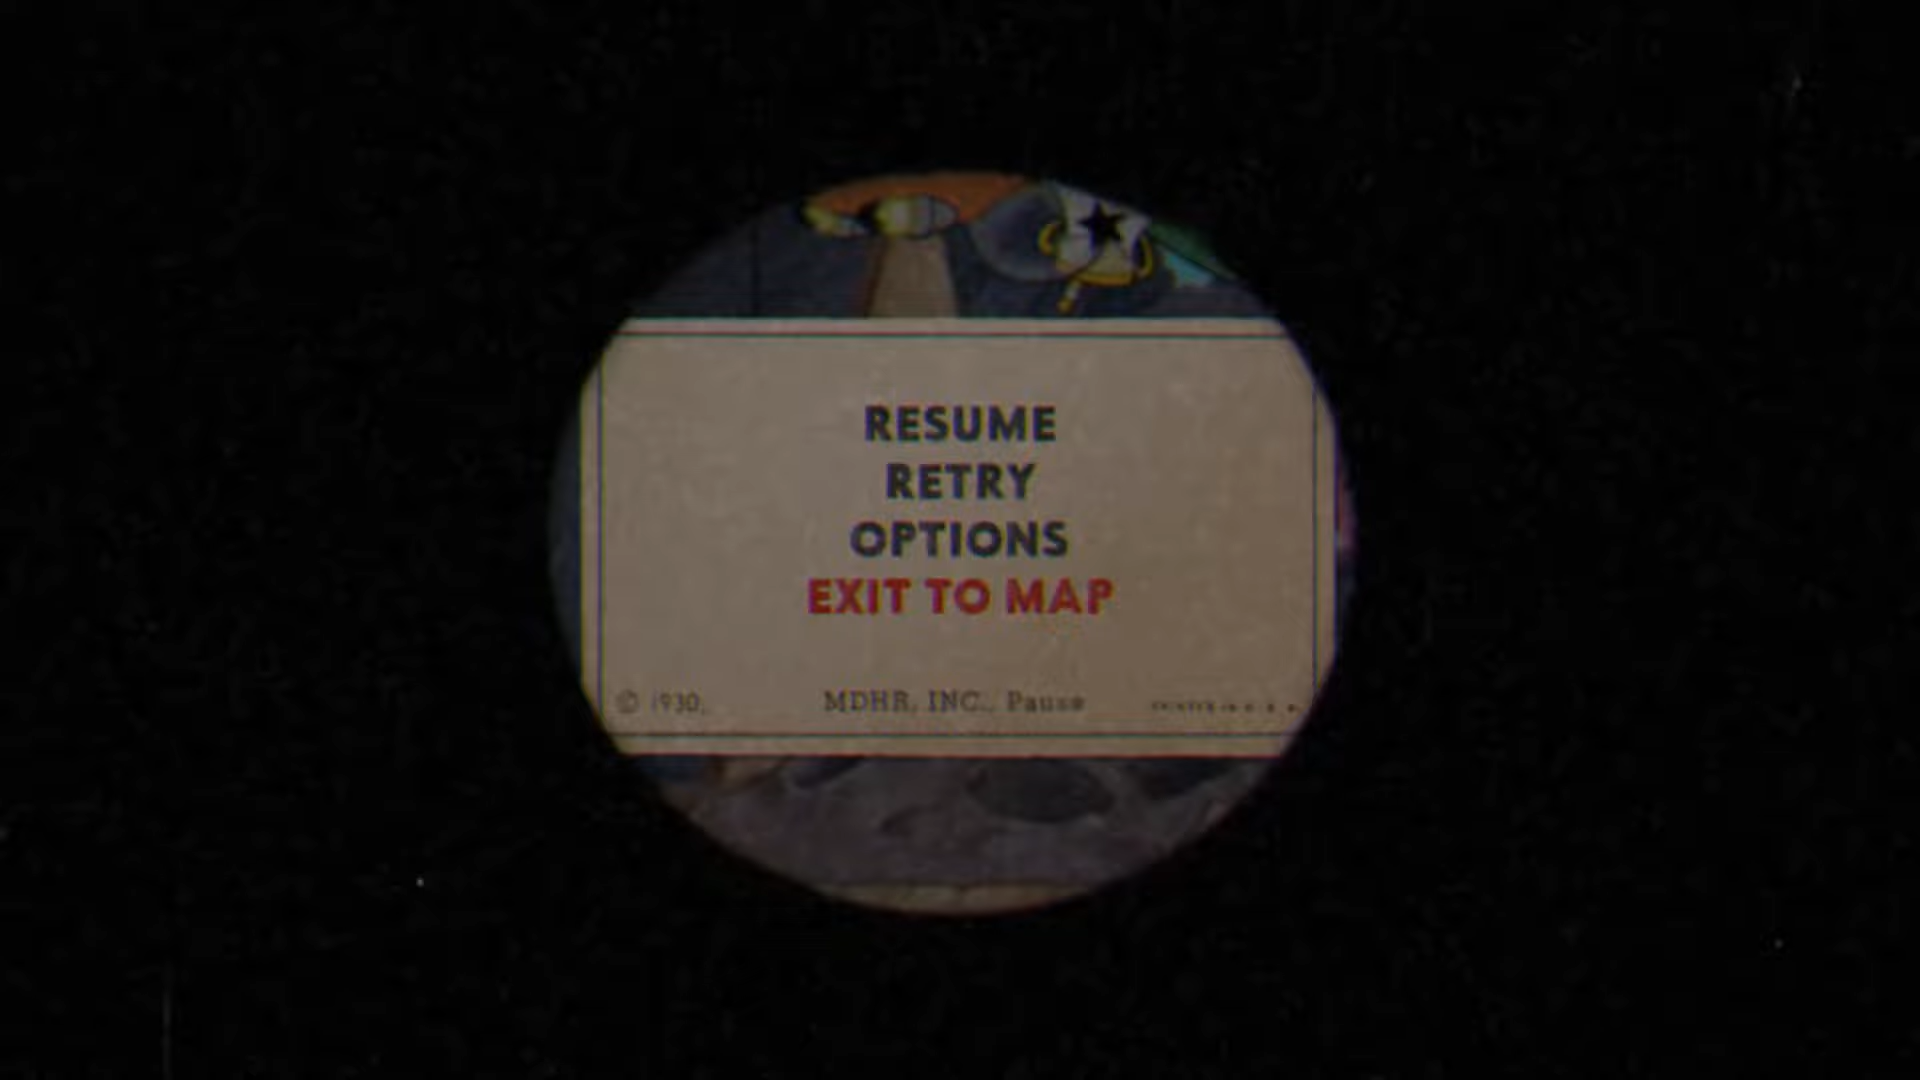 RESUME
RETRY
OPTIONS
EXIT TO MAP
© 1930, MDHR, INC., Pause